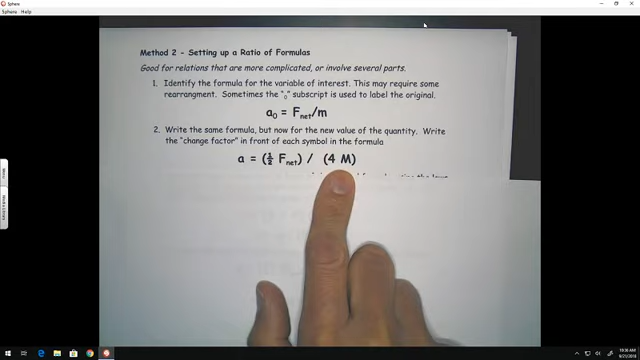 Sphere
Sphere Help
Method 2 - Setting up a Ratio of Formulas
Good for relations that are more complicated, or involve several parts.
1. Identify the formula for the variable of interest. This may require some
rearrangment. Sometimes the "₀" subscript is used to label the original.
a₀ = Fnet/m
2. Write the same formula, but now for the new value of the quantity. Write
the "change factor" in front of each symbol in the formula
a = (½ Fnet) / (4 M)
10:36 AM
9/21/2018